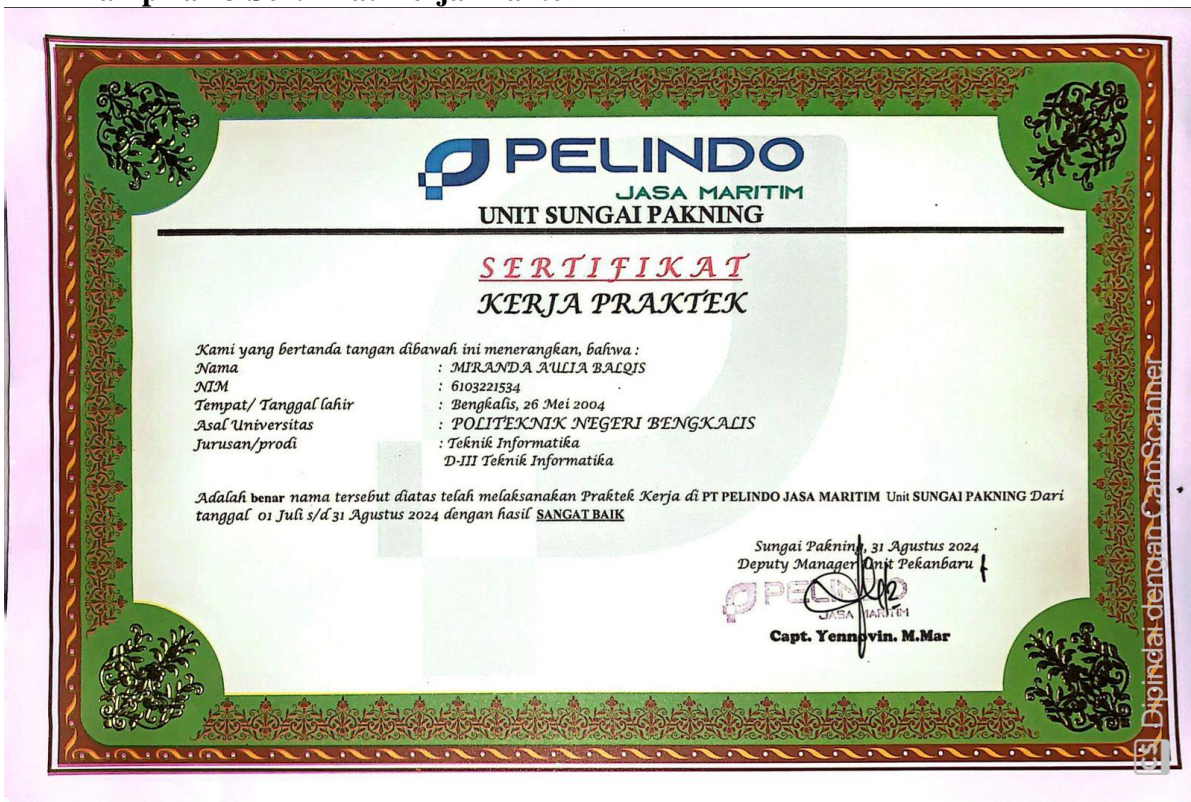 PELINDO
JASA MARITIM
UNIT SUNGAI PAKNING
SERTIFIKAT
KERJA PRAKTEK
Kami yang bertanda tangan dibawah ini menerangkan, bahwa :
Nama : MIRANDA AULIA BALQIS
NIM : 6103221534
Tempat/ Tanggal lahir : Bengkalis, 26 Mei 2004
Asal Universitas : POLITEKNIK NEGERI BENGKALIS
Jurusan/prodi : Teknik Informatika
D-III Teknik Informatika
Adalah benar nama tersebut diatas telah melaksanakan Praktek Kerja di PT PELINDO JASA MARITIM Unit SUNGAI PAKNING Dari
tanggal 01 Juli s/d 31 Agustus 2024 dengan hasil SANGAT BAIK
Sungai Pakning, 31 Agustus 2024
Deputy Manager Unit Pekanbaru
PELINDO
JASA MARITIM
Capt. Yennovin. M.Mar
CS Dipindai dengan CamScanner